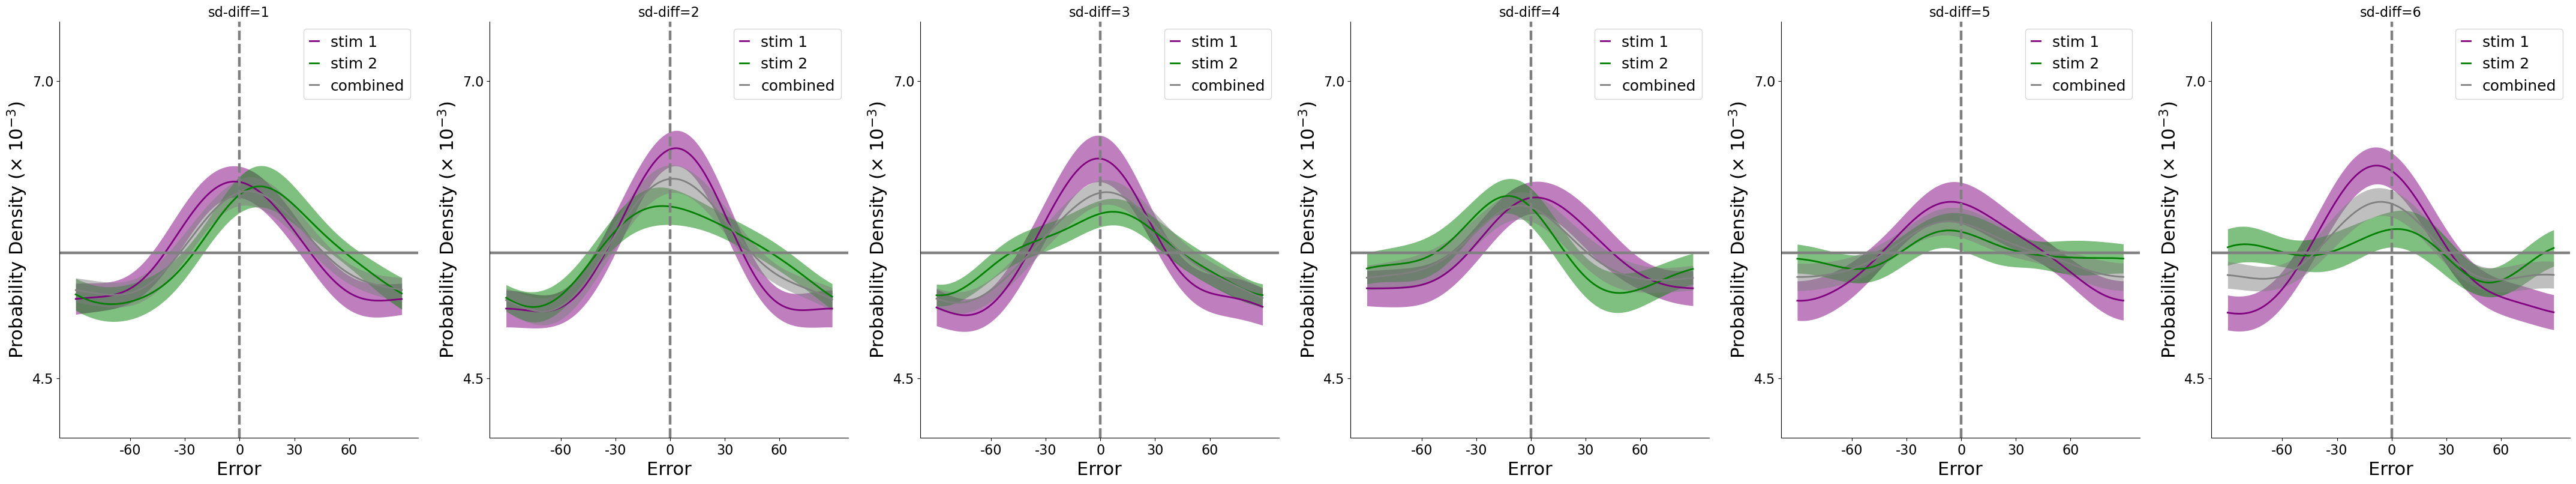 sd-diff=1
stim 1
stim 2
combined
7.0
4.5
Probability Density (× 10⁻³)
-60 -30 0 30 60
Error
sd-diff=2
stim 1
stim 2
combined
7.0
4.5
Probability Density (× 10⁻³)
-60 -30 0 30 60
Error
sd-diff=3
stim 1
stim 2
combined
7.0
4.5
Probability Density (× 10⁻³)
-60 -30 0 30 60
Error
sd-diff=4
stim 1
stim 2
combined
7.0
4.5
Probability Density (× 10⁻³)
-60 -30 0 30 60
Error
sd-diff=5
stim 1
stim 2
combined
7.0
4.5
Probability Density (× 10⁻³)
-60 -30 0 30 60
Error
sd-diff=6
stim 1
stim 2
combined
7.0
4.5
Probability Density (× 10⁻³)
-60 -30 0 30 60
Error